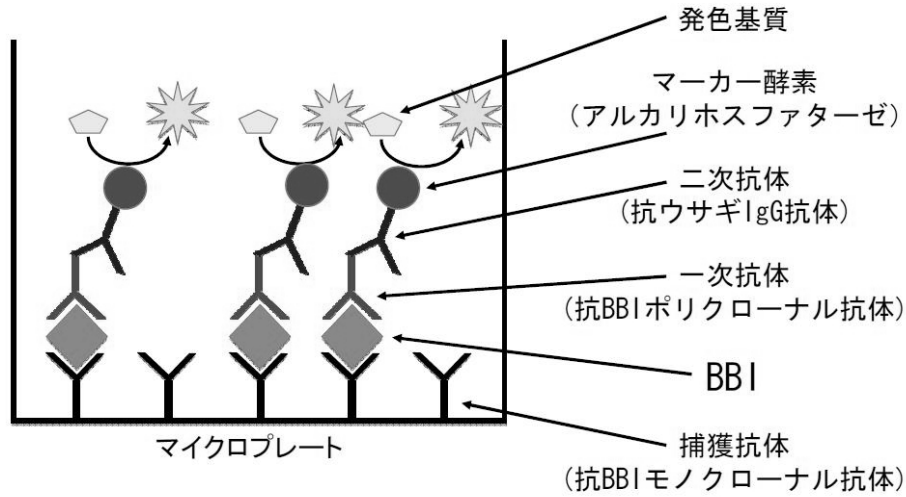 発色基質
マーカー酵素
(アルカリホスファターゼ)
二次抗体
(抗ウサギIgG抗体)
一次抗体
(抗BBIポリクローナル抗体)
BBI
捕獲抗体
(抗BBIモノクローナル抗体)
マイクロプレート